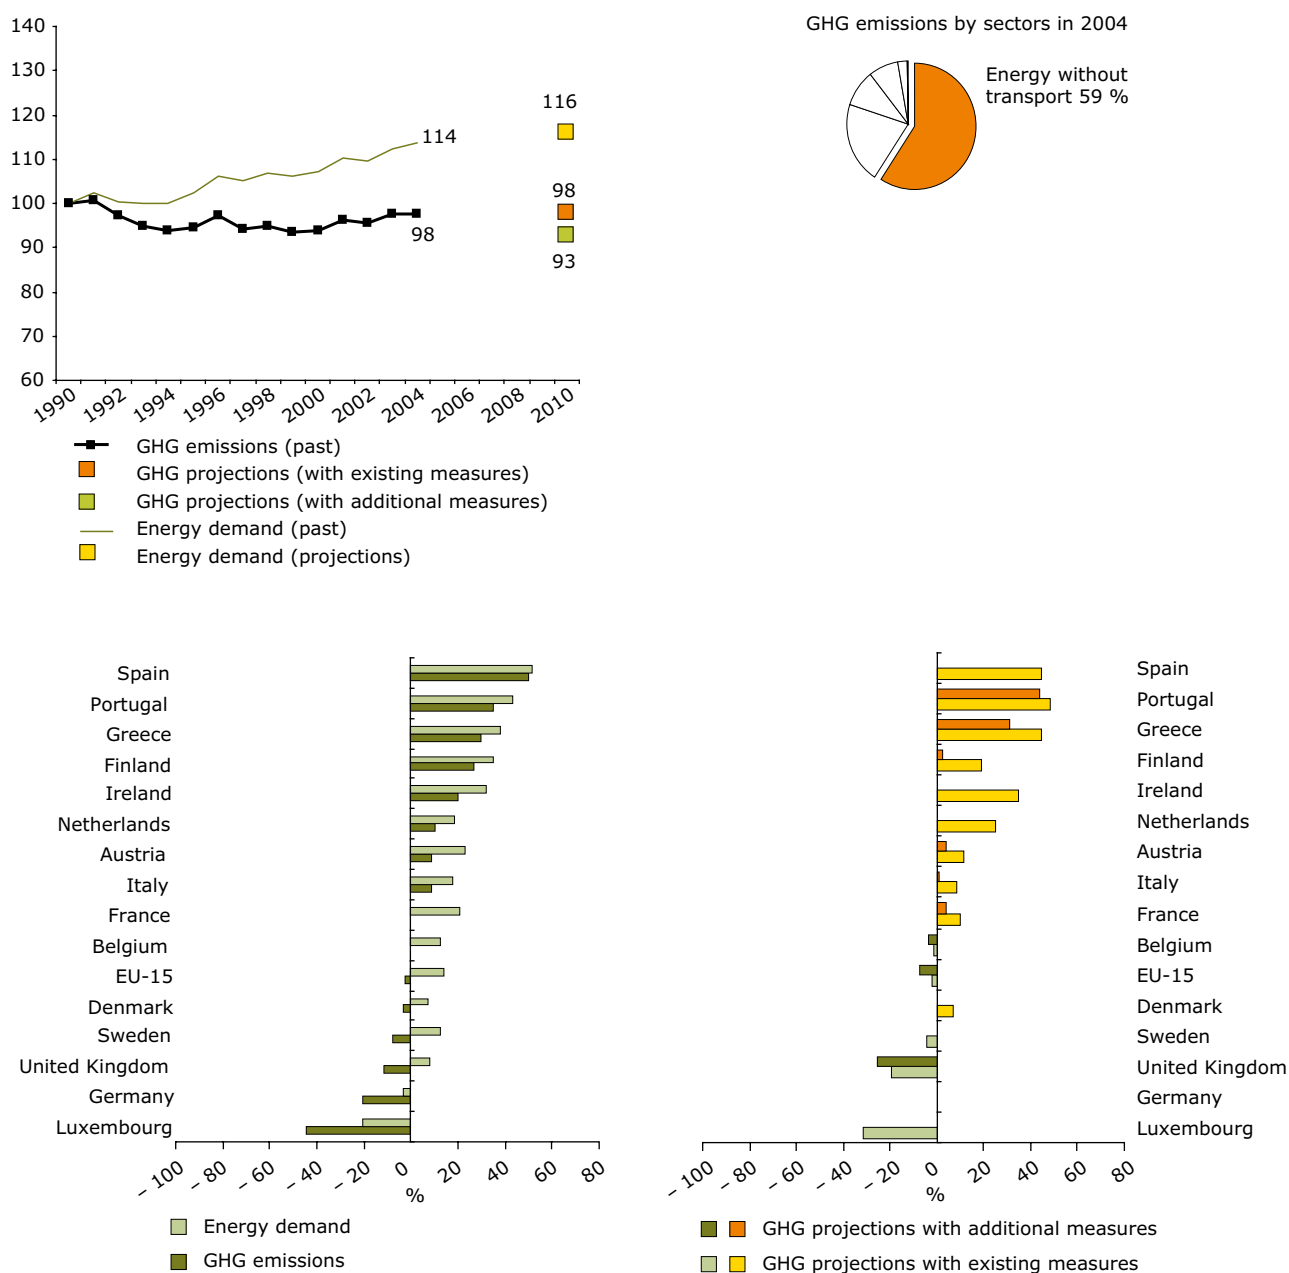 140
130
120
110
100
90
80
70
60
114
98
116
98
93
1990
1992
1994
1996
1998
2000
2002
2004
2006
2008
2010
GHG emissions (past)
GHG projections (with existing measures)
GHG projections (with additional measures)
Energy demand (past)
Energy demand (projections)
GHG emissions by sectors in 2004
Energy without
transport 59 %
Spain
Portugal
Greece
Finland
Ireland
Netherlands
Austria
Italy
France
Belgium
EU-15
Denmark
Sweden
United Kingdom
Germany
Luxembourg
– 100
– 80
– 60
– 40
– 20
0
20
40
60
80
%
Energy demand
GHG emissions
Spain
Portugal
Greece
Finland
Ireland
Netherlands
Austria
Italy
France
Belgium
EU-15
Denmark
Sweden
United Kingdom
Germany
Luxembourg
– 100
– 80
– 60
– 40
– 20
0
20
40
60
80
%
GHG projections with additional measures
GHG projections with existing measures